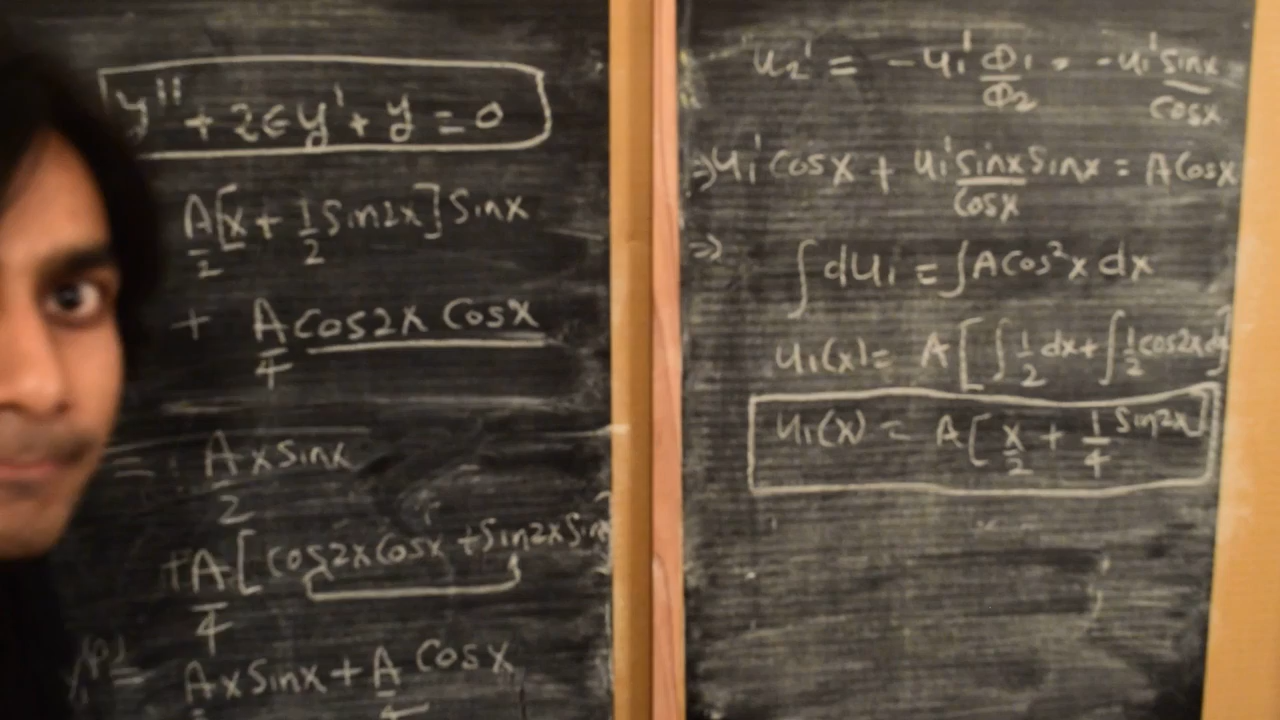 y'' + 2ϵy' + y = 0
A/2 [x + 1/2 Sin2x] Sinx
+ A/4 Cos2x Cosx
= A/2 x Sinx
+ A/4 [Cos2x Cosx + Sin2x Sinx
= A x Sinx + A/4 Cosx
u2' = -u1' Φ1/Φ2 = -u1' Sinx/Cosx
⇒ u1' Cosx + u1' Sinx/Cosx Sinx = A Cosx
⇒ ∫ du1 = ∫ A Cos²x dx
u1(x) = A [∫ 1/2 dx + ∫ 1/2 cos2x dx]
u1(x) = A [x/2 + 1/4 Sin2x]